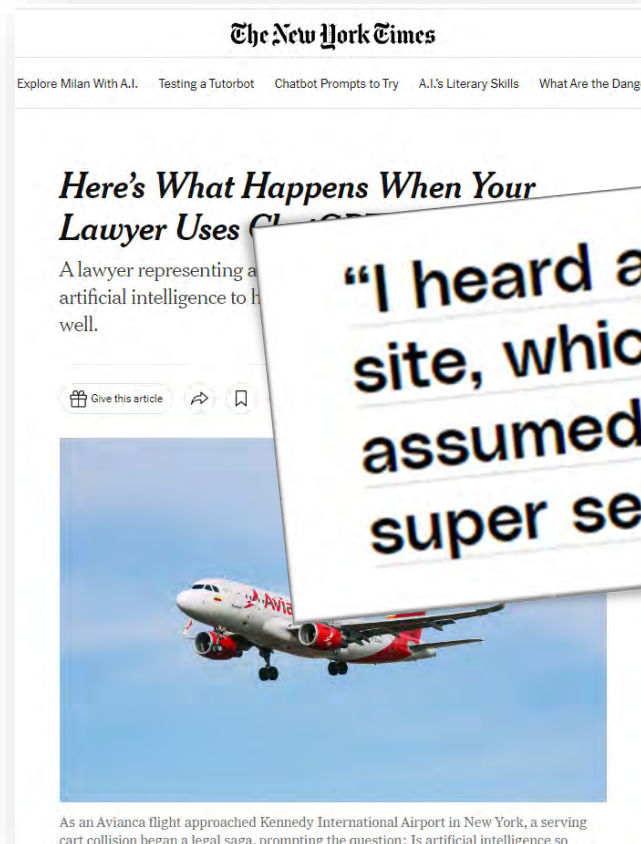 The New York Times
Explore Milan With A.I. Testing a Tutorbot Chatbot Prompts to Try A.I.'s Literary Skills What Are the Dang
Here's What Happens When Your
Lawyer Uses
A lawyer representing a
artificial intelligence to h
well.
Give this article
“I heard a
site, whic
assumed
super se
Avia
As an Avianca flight approached Kennedy International Airport in New York, a serving
cart collision began a legal saga, prompting the question: Is artificial intelligence so